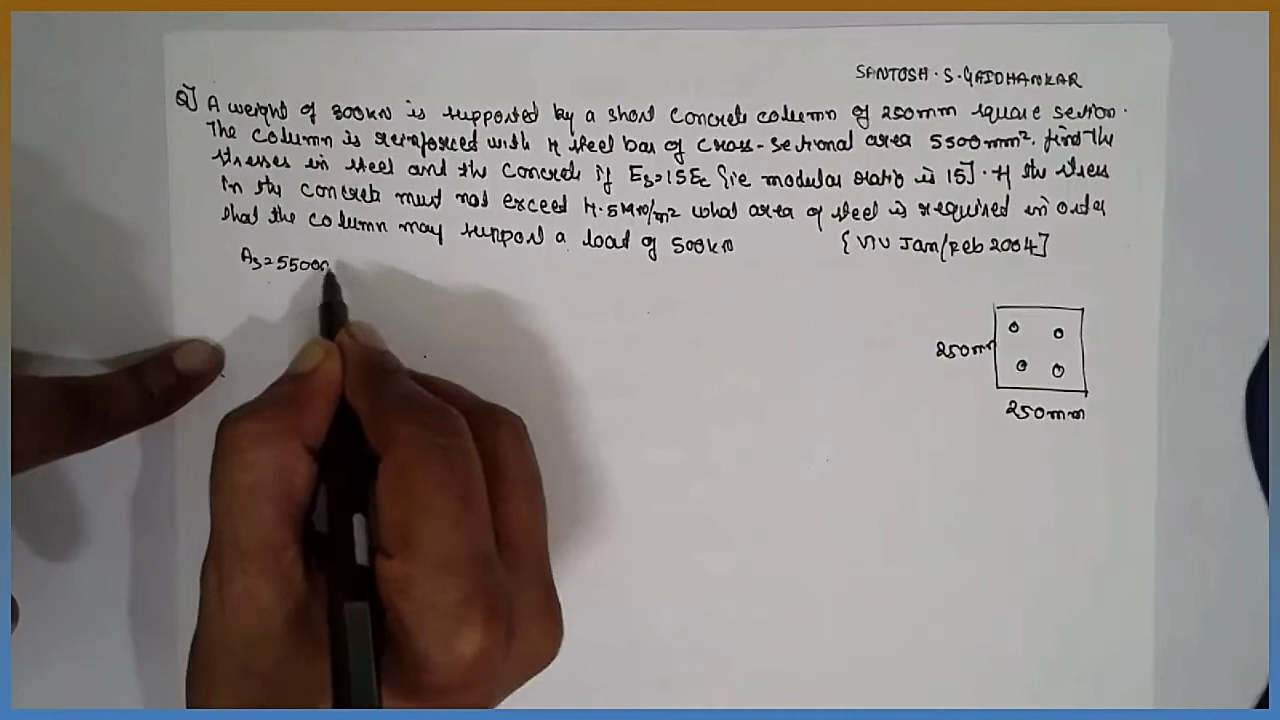 SANTOSH.S.GAIDHANKAR
Q] A weight of 300kN is supported by a short concrete column of 250mm square section.
The column is reinforced with 4 steel bar of cross-sectional area 5500mm². find the
stresses in steel and the concrete if Es=15Ec {ie modular ratio is 15]. If the stress
in the concrete must not exceed 4.5MN/m² what area of steel is required in order
that the column may support a load of 500kN {VTU Jan/Feb 2004]
As=5500m
250m
250mm